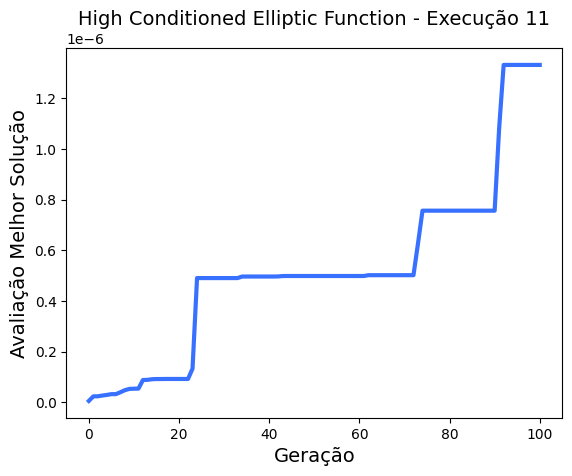 High Conditioned Elliptic Function - Execução 11
1e−6
Avaliação Melhor Solução
1.2
1.0
0.8
0.6
0.4
0.2
0.0
0 20 40 60 80 100
Geração